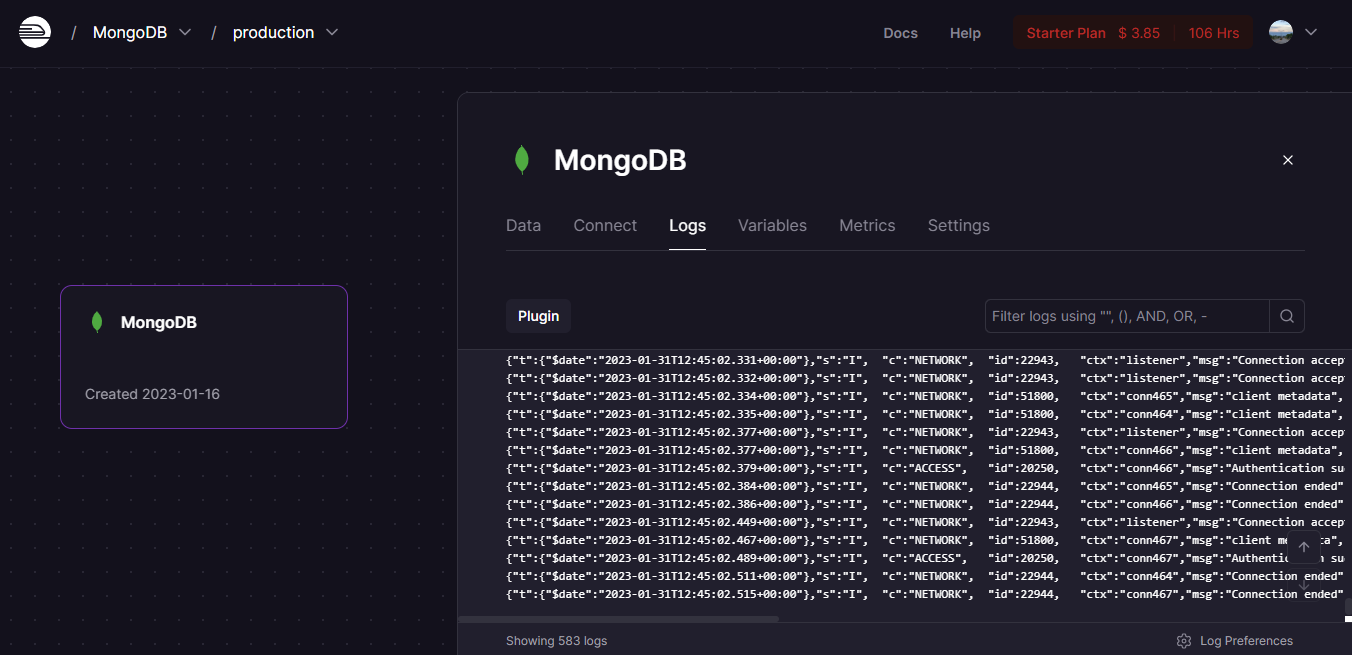 / MongoDB / production Docs Help Starter Plan $ 3.85 106 Hrs
MongoDB
Data Connect Logs Variables Metrics Settings
MongoDB
Created 2023-01-16
Plugin Filter logs using "", (), AND, OR, -
{"t":{"$date":"2023-01-31T12:45:02.331+00:00"},"s":"I", "c":"NETWORK", "id":22943, "ctx":"listener","msg":"Connection accep
{"t":{"$date":"2023-01-31T12:45:02.332+00:00"},"s":"I", "c":"NETWORK", "id":22943, "ctx":"listener","msg":"Connection accep
{"t":{"$date":"2023-01-31T12:45:02.334+00:00"},"s":"I", "c":"NETWORK", "id":51800, "ctx":"conn465","msg":"client metadata",
{"t":{"$date":"2023-01-31T12:45:02.335+00:00"},"s":"I", "c":"NETWORK", "id":51800, "ctx":"conn464","msg":"client metadata",
{"t":{"$date":"2023-01-31T12:45:02.377+00:00"},"s":"I", "c":"NETWORK", "id":22943, "ctx":"listener","msg":"Connection accep
{"t":{"$date":"2023-01-31T12:45:02.377+00:00"},"s":"I", "c":"NETWORK", "id":51800, "ctx":"conn466","msg":"client metadata",
{"t":{"$date":"2023-01-31T12:45:02.379+00:00"},"s":"I", "c":"ACCESS", "id":20250, "ctx":"conn466","msg":"Authentication su
{"t":{"$date":"2023-01-31T12:45:02.384+00:00"},"s":"I", "c":"NETWORK", "id":22944, "ctx":"conn465","msg":"Connection ended"
{"t":{"$date":"2023-01-31T12:45:02.386+00:00"},"s":"I", "c":"NETWORK", "id":22944, "ctx":"conn466","msg":"Connection ended"
{"t":{"$date":"2023-01-31T12:45:02.449+00:00"},"s":"I", "c":"NETWORK", "id":22943, "ctx":"listener","msg":"Connection accep
{"t":{"$date":"2023-01-31T12:45:02.467+00:00"},"s":"I", "c":"NETWORK", "id":51800, "ctx":"conn467","msg":"client metadata",
{"t":{"$date":"2023-01-31T12:45:02.489+00:00"},"s":"I", "c":"ACCESS", "id":20250, "ctx":"conn467","msg":"Authentication su
{"t":{"$date":"2023-01-31T12:45:02.511+00:00"},"s":"I", "c":"NETWORK", "id":22944, "ctx":"conn464","msg":"Connection ended"
{"t":{"$date":"2023-01-31T12:45:02.515+00:00"},"s":"I", "c":"NETWORK", "id":22944, "ctx":"conn467","msg":"Connection ended"
Showing 583 logs Log Preferences